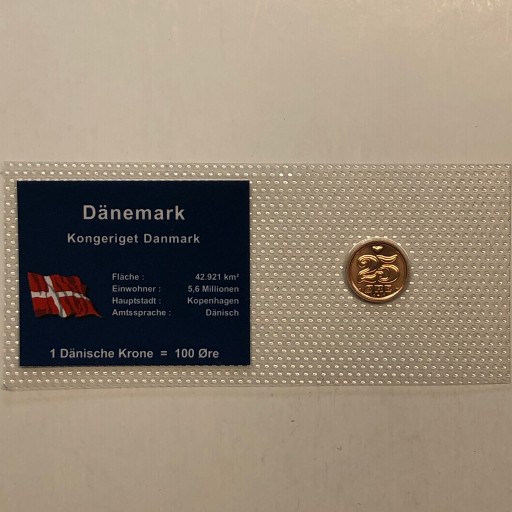 Dänemark
Kongeriget Danmark
Fläche : 42.921 km²
Einwohner : 5,6 Millionen
Hauptstadt : Kopenhagen
Amtssprache : Dänisch
1 Dänische Krone = 100 Øre
25
ØRE